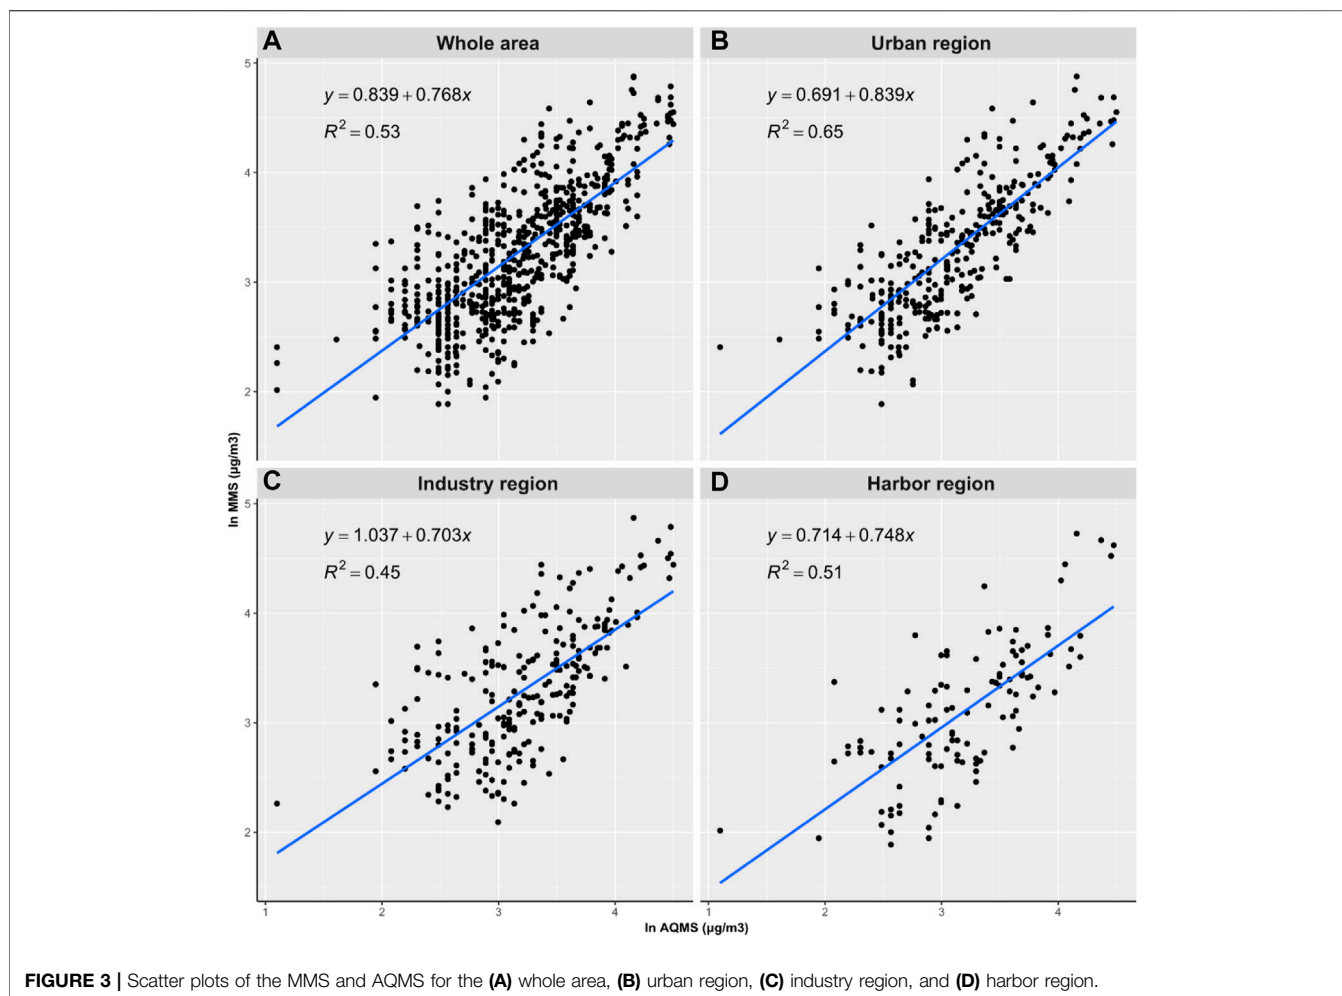 A
Whole area
B
Urban region
y = 0.839 + 0.768x
R² = 0.53
y = 0.691 + 0.839x
R² = 0.65
5
4
3
2
ln MMS (µg/m3)
C
Industry region
D
Harbor region
y = 1.037 + 0.703x
R² = 0.45
y = 0.714 + 0.748x
R² = 0.51
5
4
3
2
1 2 3 4
1 2 3 4
ln AQMS (µg/m3)
FIGURE 3 | Scatter plots of the MMS and AQMS for the (A) whole area, (B) urban region, (C) industry region, and (D) harbor region.